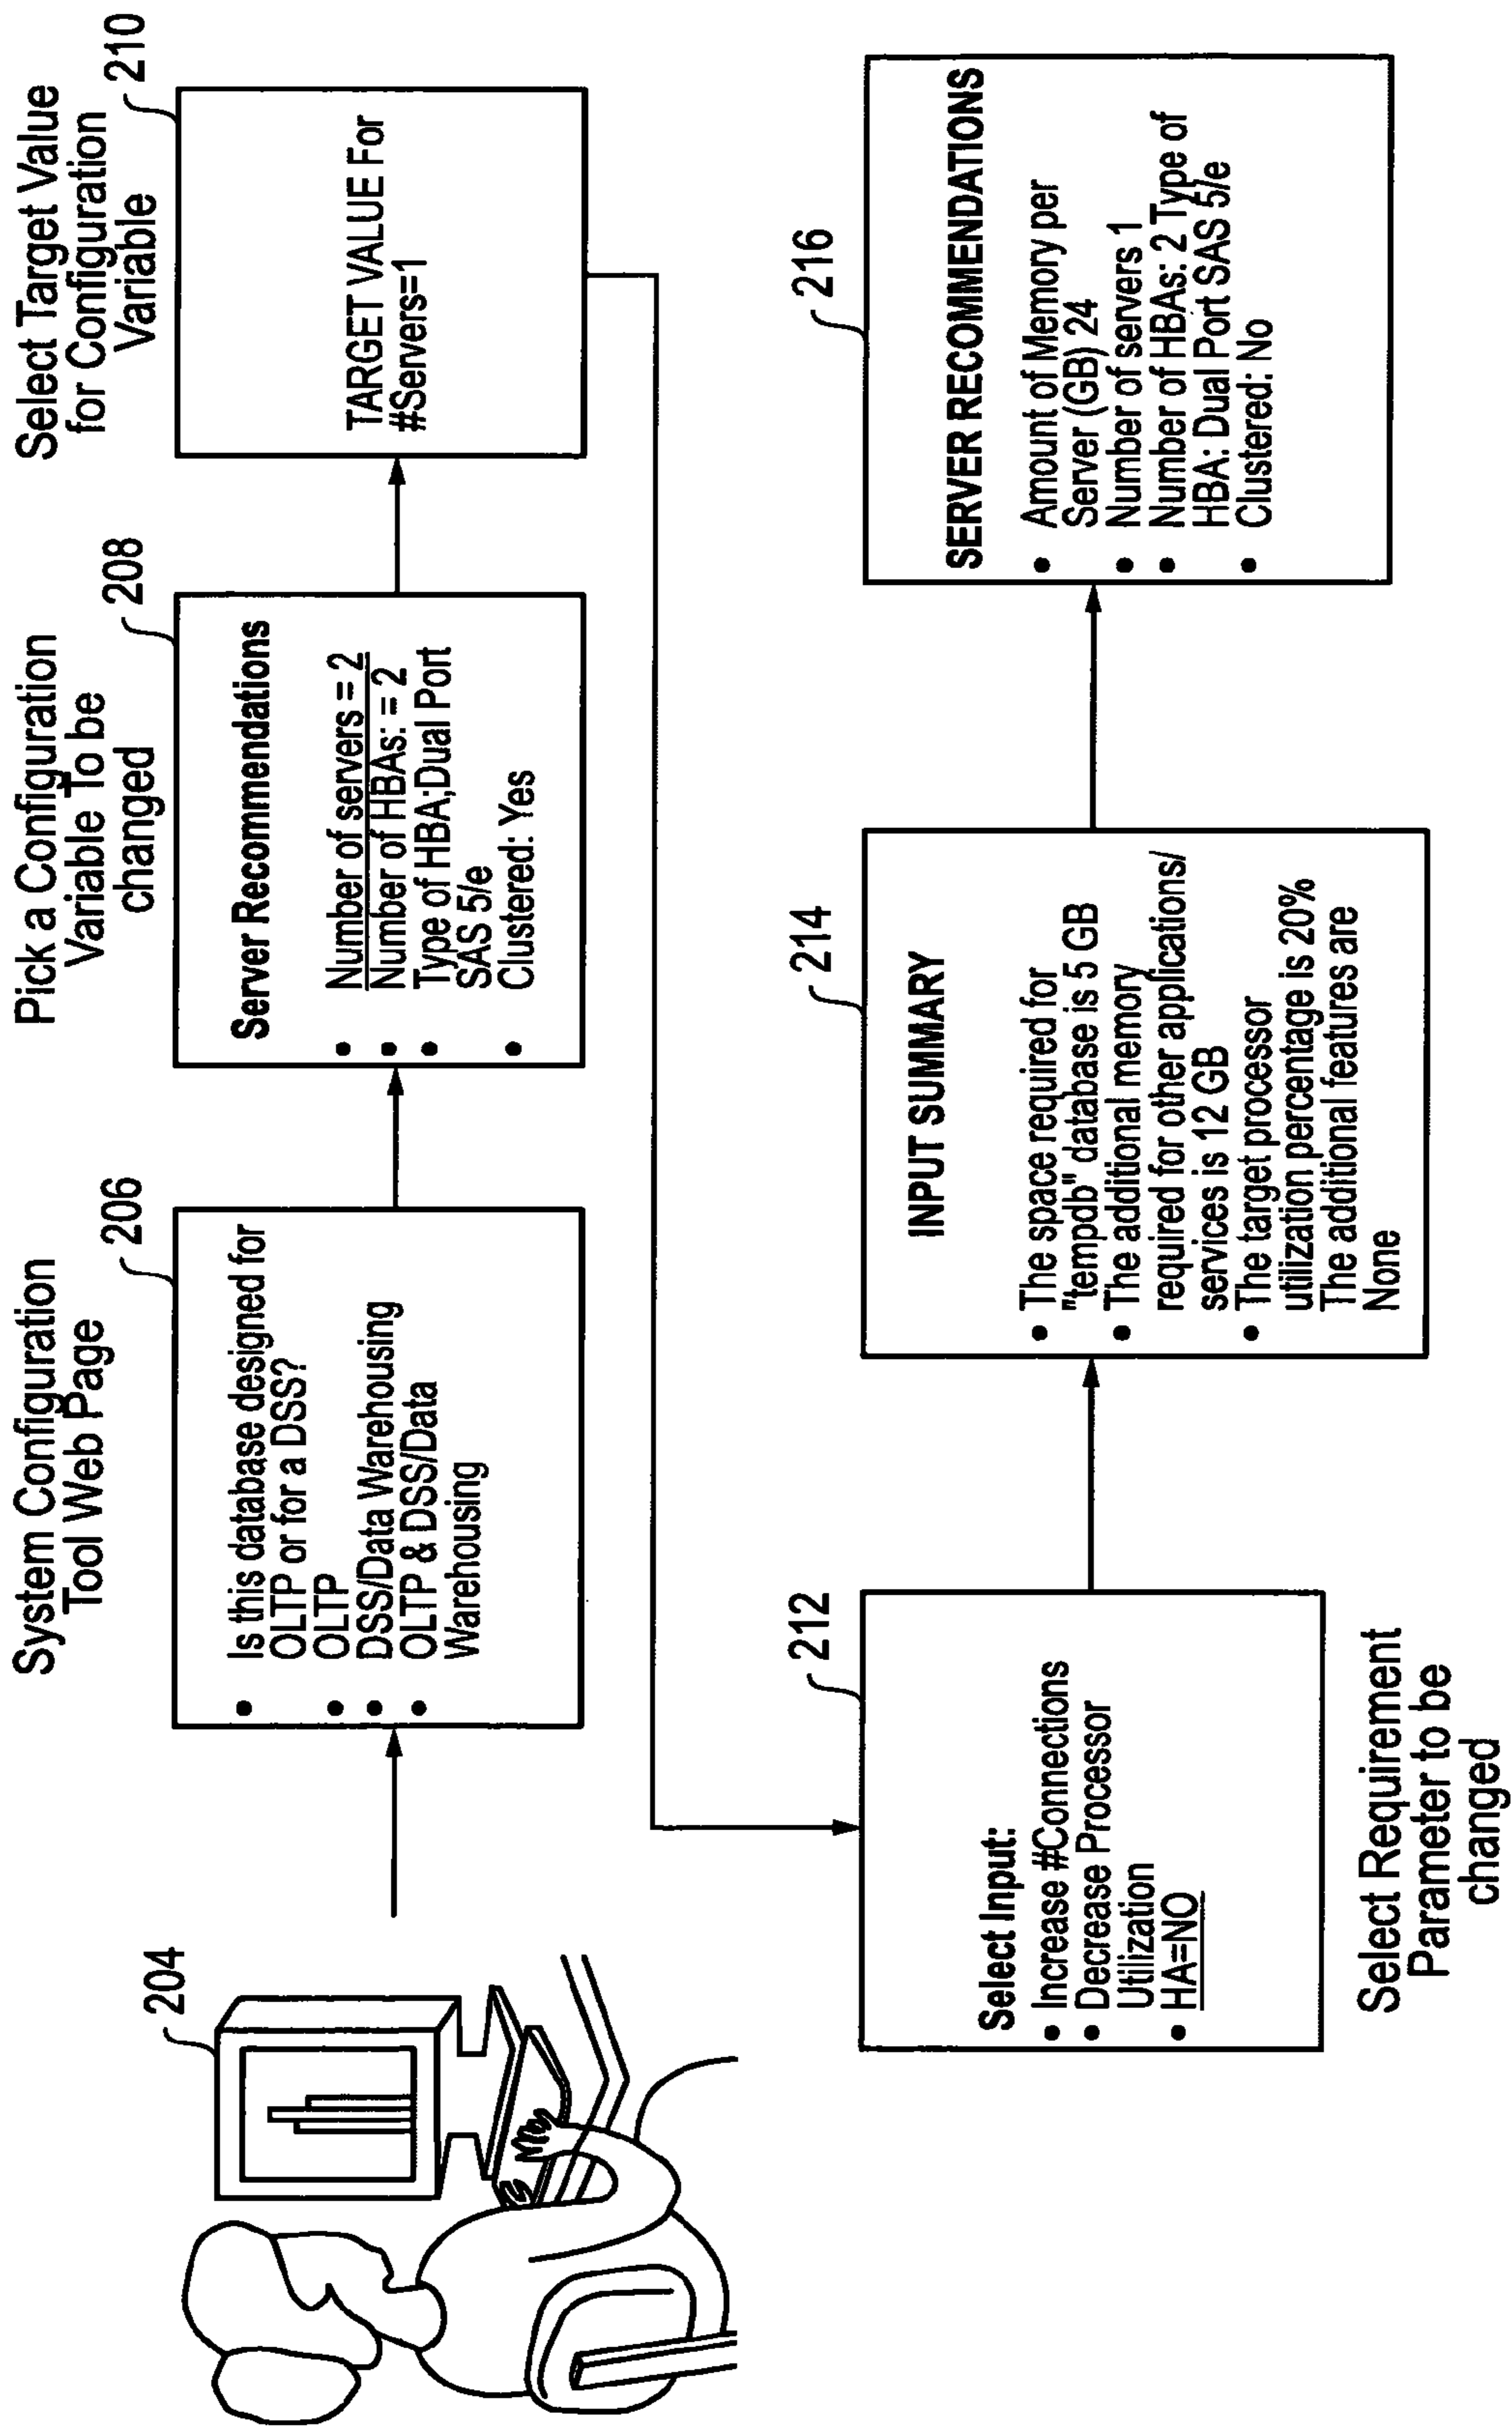 204
System Configuration
Tool Web Page
206
• Is this database designed for
OLTP or for a DSS?
• OLTP
• DSS/Data Warehousing
• OLTP & DSS/Data
Warehousing
Pick a Configuration
Variable To be
changed
208
Server Recommendations
• Number of servers = 2
• Number of HBAs: = 2
• Type of HBA;Dual Port
SAS 5/e
• Clustered: Yes
Select Target Value
for Configuration
Variable
210
TARGET VALUE For
#Servers=1
212
Select Input:
• Increase #Connections
• Decrease Processor
Utilization
• HA=NO
Select Requirement
Parameter to be
changed
214
INPUT SUMMARY
• The space required for
"tempdb" database is 5 GB
• The additional memory
required for other applications/
services is 12 GB
• The target processor
utilization percentage is 20%
The additional features are
None
216
SERVER RECOMMENDATIONS
• Amount of Memory per
Server (GB) 24
• Number of servers 1
• Number of HBAs: 2 Type of
HBA: Dual Port SAS 5/e
• Clustered: No